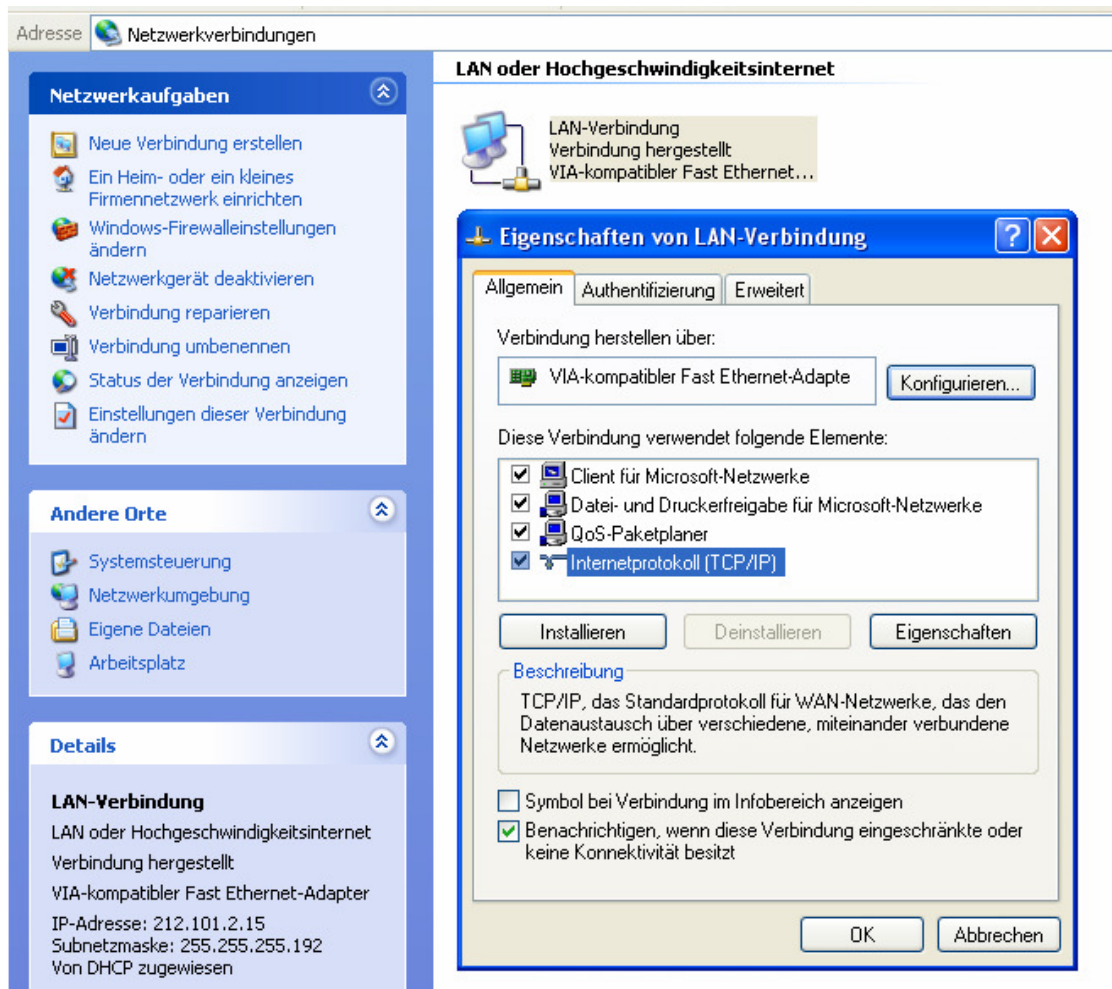 Adresse Netzwerkverbindungen
Netzwerkaufgaben
Neue Verbindung erstellen
Ein Heim- oder ein kleines
Firmennetzwerk einrichten
Windows-Firewalleinstellungen
ändern
Netzwerkgerät deaktivieren
Verbindung reparieren
Verbindung umbenennen
Status der Verbindung anzeigen
Einstellungen dieser Verbindung
ändern
Andere Orte
Systemsteuerung
Netzwerkumgebung
Eigene Dateien
Arbeitsplatz
Details
LAN-Verbindung
LAN oder Hochgeschwindigkeitsinternet
Verbindung hergestellt
VIA-kompatibler Fast Ethernet-Adapter
IP-Adresse: 212.101.2.15
Subnetzmaske: 255.255.255.192
Von DHCP zugewiesen
LAN oder Hochgeschwindigkeitsinternet
LAN-Verbindung
Verbindung hergestellt
VIA-kompatibler Fast Ethernet...
Eigenschaften von LAN-Verbindung
Allgemein Authentifizierung Erweitert
Verbindung herstellen über:
VIA-kompatibler Fast Ethernet-Adapte Konfigurieren...
Diese Verbindung verwendet folgende Elemente:
Client für Microsoft-Netzwerke
Datei- und Druckerfreigabe für Microsoft-Netzwerke
QoS-Paketplaner
Internetprotokoll (TCP/IP)
Installieren Deinstallieren Eigenschaften
Beschreibung
TCP/IP, das Standardprotokoll für WAN-Netzwerke, das den
Datenaustausch über verschiedene, miteinander verbundene
Netzwerke ermöglicht.
Symbol bei Verbindung im Infobereich anzeigen
Benachrichtigen, wenn diese Verbindung eingeschränkte oder
keine Konnektivität besitzt
OK Abbrechen